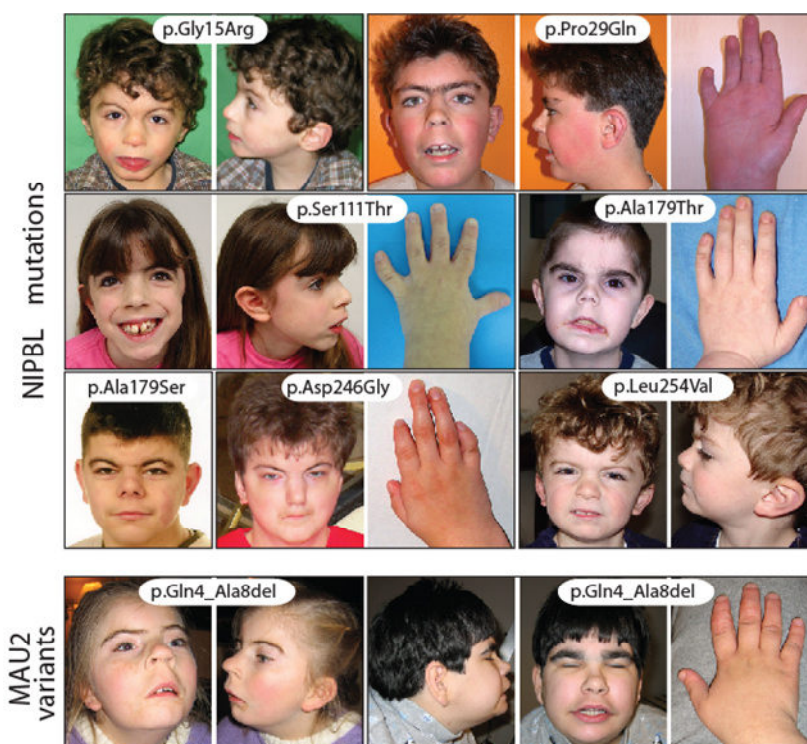 p.Gly15Arg
p.Pro29Gln
NIPBL mutations
p.Ser111Thr
p.Ala179Thr
p.Ala179Ser
p.Asp246Gly
p.Leu254Val
MAU2
variants
p.Gln4_Ala8del
p.Gln4_Ala8del